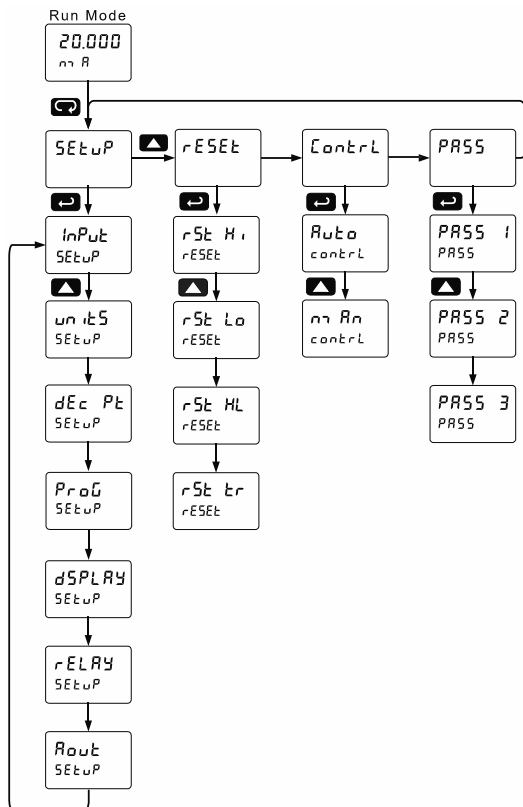 Run Mode
20.000
mA
SEtuP
rESEt
ContrL
PASS
InPut
SEtuP
rSt Hi
rESEt
Auto
contrL
PASS 1
PASS
unitS
SEtuP
rSt Lo
rESEt
mAn
contrL
PASS 2
PASS
dEc Pt
SEtuP
rSt HL
rESEt
PASS 3
PASS
ProG
SEtuP
rSt tr
rESEt
dSPLAY
SEtuP
rELAY
SEtuP
Aout
SEtuP